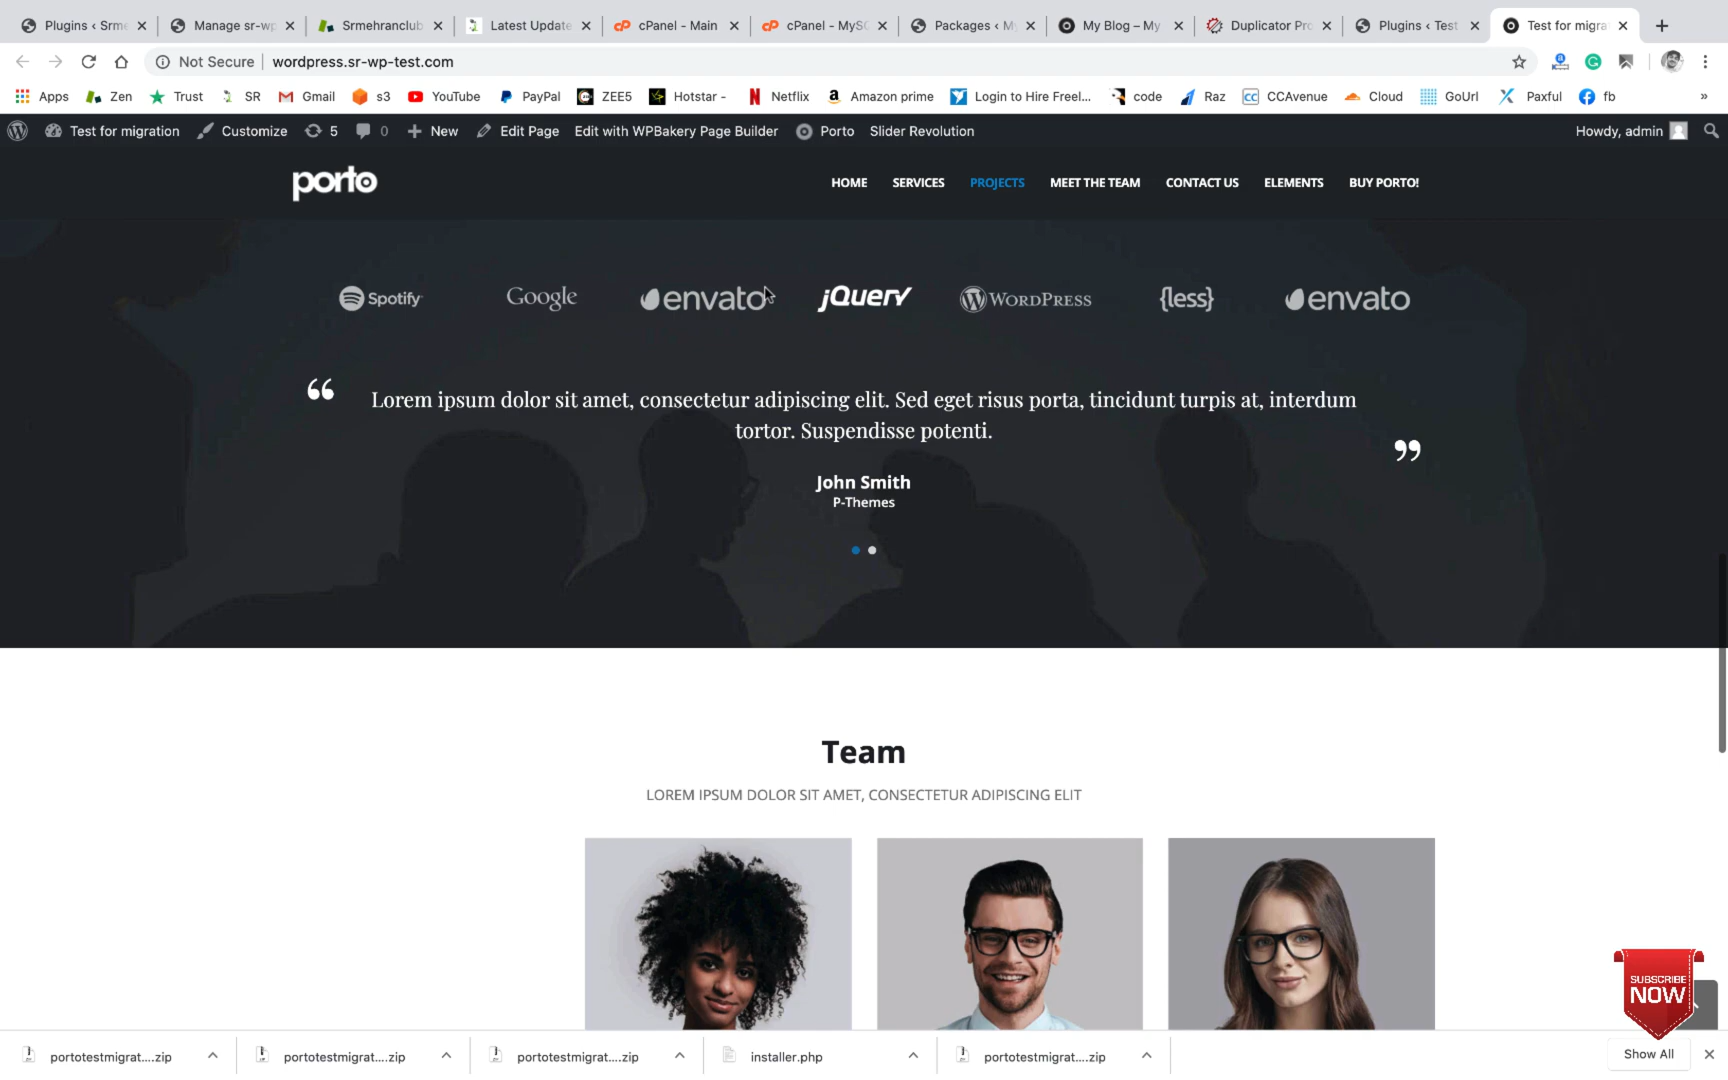 Plugins ‹ Srme
Manage sr-wp
Srmehranclub
Latest Update
cPanel - Main
cPanel - MySC
Packages ‹ My
My Blog – My
Duplicator Pro
Plugins ‹ Test
Test for migra
Not Secure
wordpress.sr-wp-test.com
Apps
Zen
Trust
SR
Gmail
s3
YouTube
PayPal
ZEE5
Hotstar -
Netflix
Amazon prime
Login to Hire Freel...
code
Raz
CCAvenue
Cloud
GoUrl
Paxful
fb
»
Test for migration
Customize
5
0
New
Edit Page
Edit with WPBakery Page Builder
Porto
Slider Revolution
Howdy, admin
porto
HOME
SERVICES
PROJECTS
MEET THE TEAM
CONTACT US
ELEMENTS
BUY PORTO!
Spotify
Google
envato
jQuery
WORDPRESS
{less}
envato
“
Lorem ipsum dolor sit amet, consectetur adipiscing elit. Sed eget risus porta, tincidunt turpis at, interdum
tortor. Suspendisse potenti.
”
John Smith
P-Themes
Team
LOREM IPSUM DOLOR SIT AMET, CONSECTETUR ADIPISCING ELIT
SUBSCRIBE
NOW
portotestmigrat....zip
portotestmigrat....zip
portotestmigrat....zip
installer.php
portotestmigrat....zip
Show All